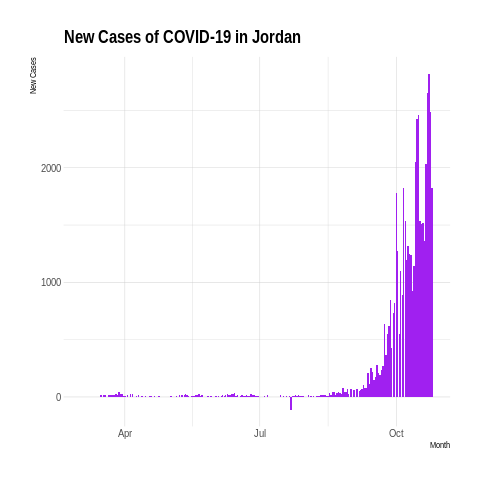 New Cases of COVID-19 in Jordan
New Cases
2000
1000
0
Apr
Jul
Oct
Month